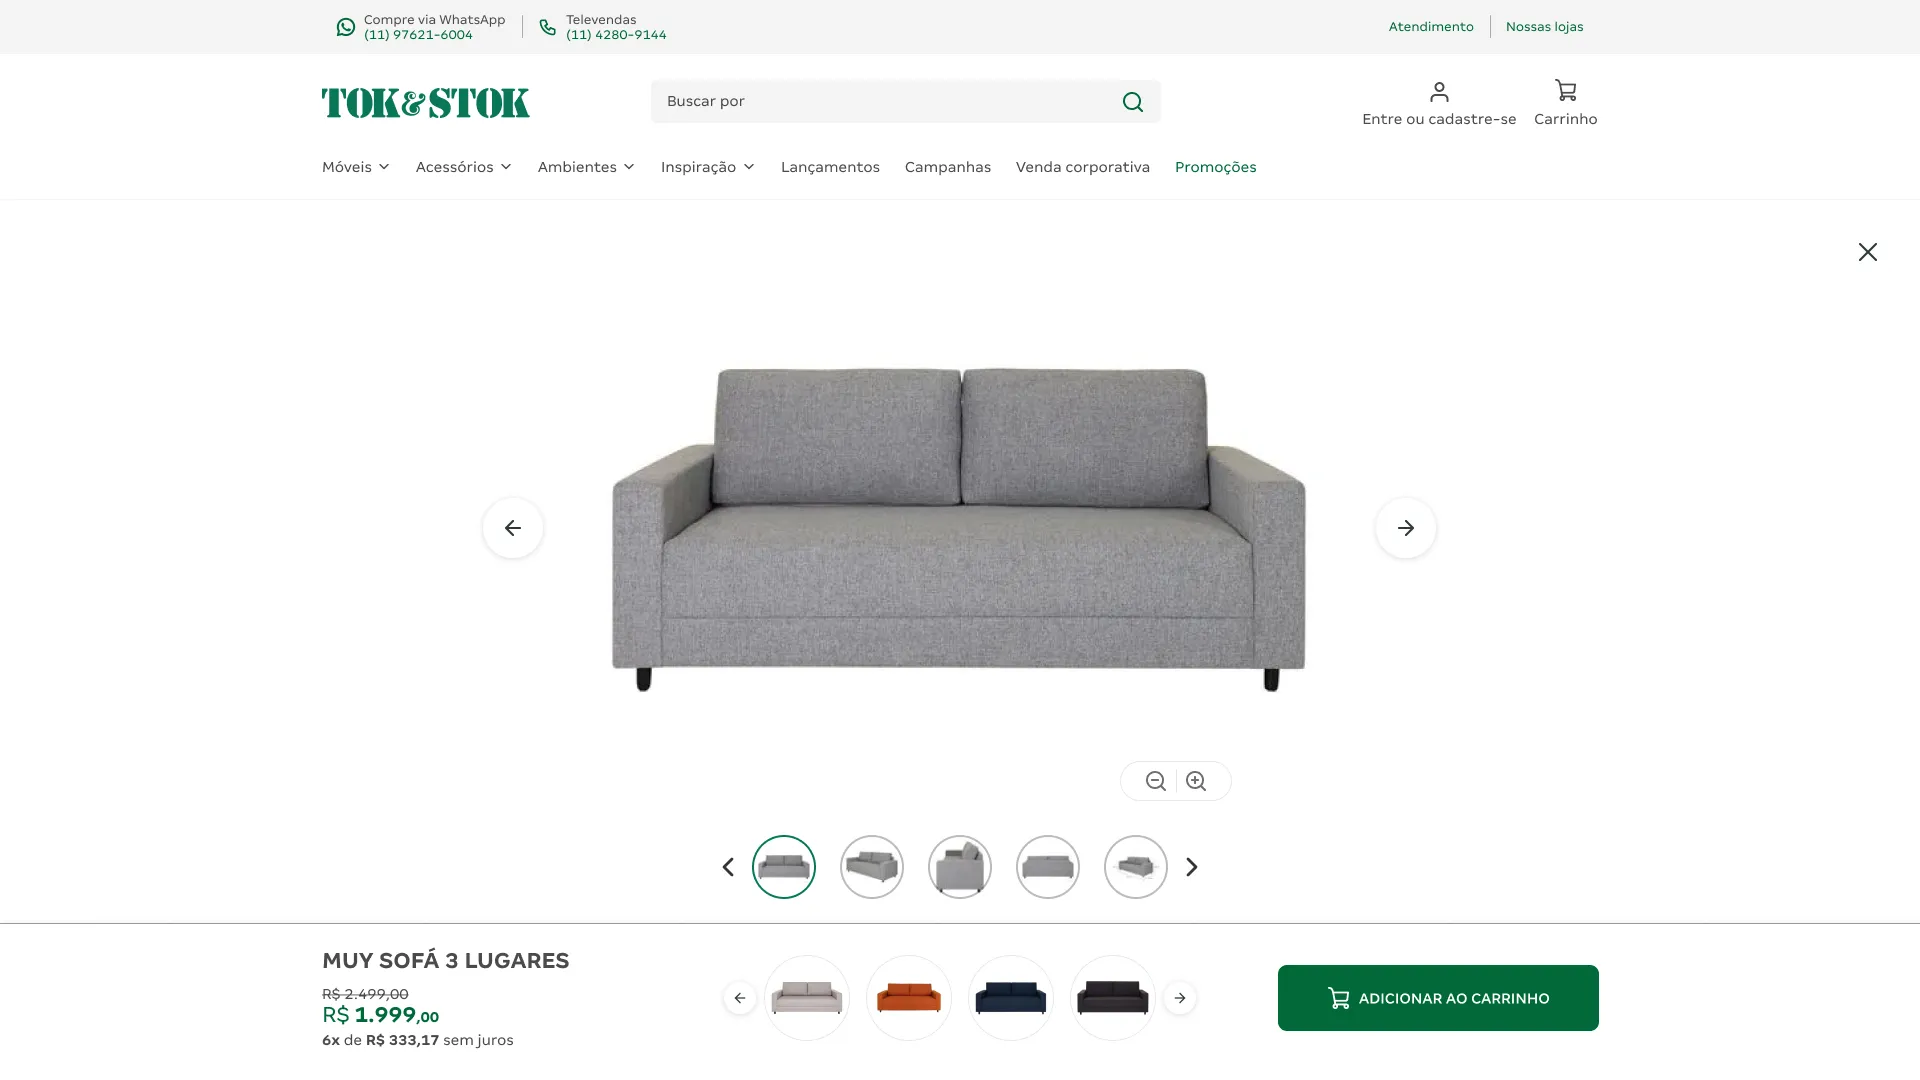 Compre via WhatsApp
(11) 97621-6004
Televendas
(11) 4280-9144
Atendimento
Nossas lojas
TOK&STOK
Buscar por
Entre ou cadastre-se
Carrinho
Móveis
Acessórios
Ambientes
Inspiração
Lançamentos
Campanhas
Venda corporativa
Promoções
MUY SOFÁ 3 LUGARES
R$ 2.499,00
R$ 1.999,00
6x de R$ 333,17 sem juros
ADICIONAR AO CARRINHO